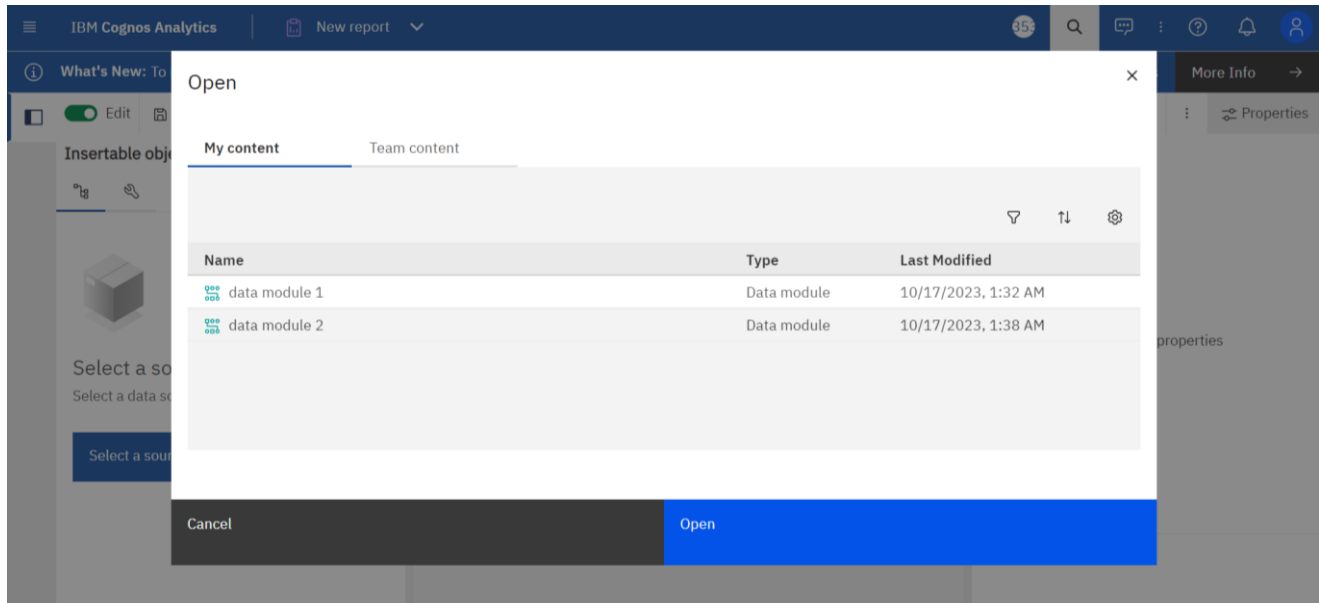 IBM Cognos Analytics
New report
What's New: To
More Info
Open
Edit
Properties
My content
Team content
Insertable obje
Name
Type
Last Modified
data module 1
Data module
10/17/2023, 1:32 AM
data module 2
Data module
10/17/2023, 1:38 AM
properties
Select a so
Select a data so
Select a sour
Cancel
Open